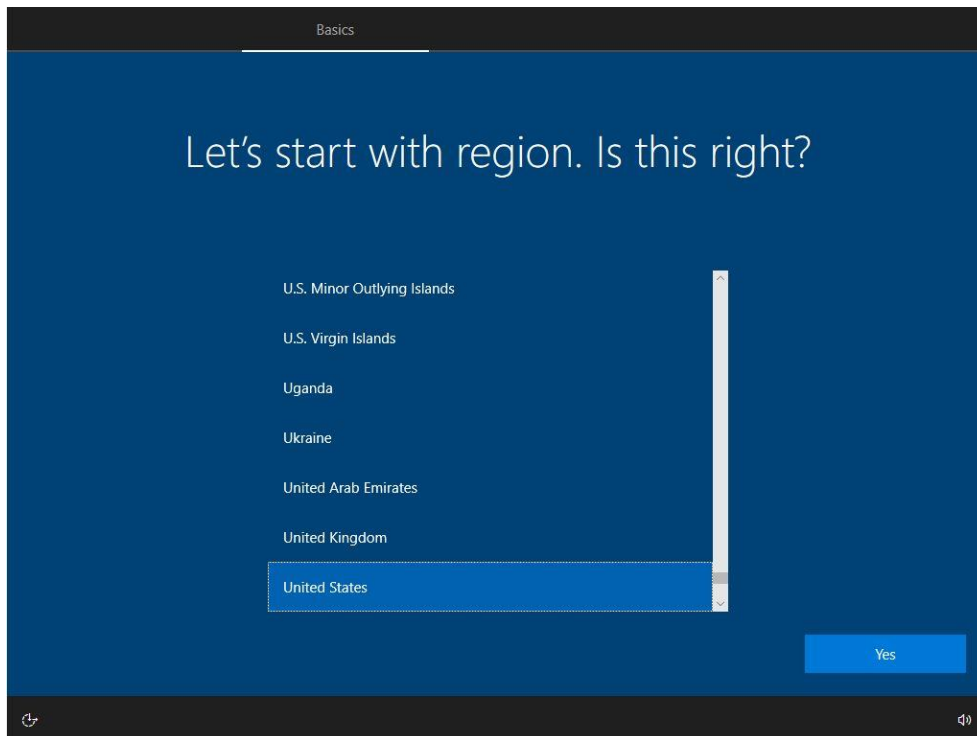 Basics
Let's start with region. Is this right?
U.S. Minor Outlying Islands
U.S. Virgin Islands
Uganda
Ukraine
United Arab Emirates
United Kingdom
United States
Yes